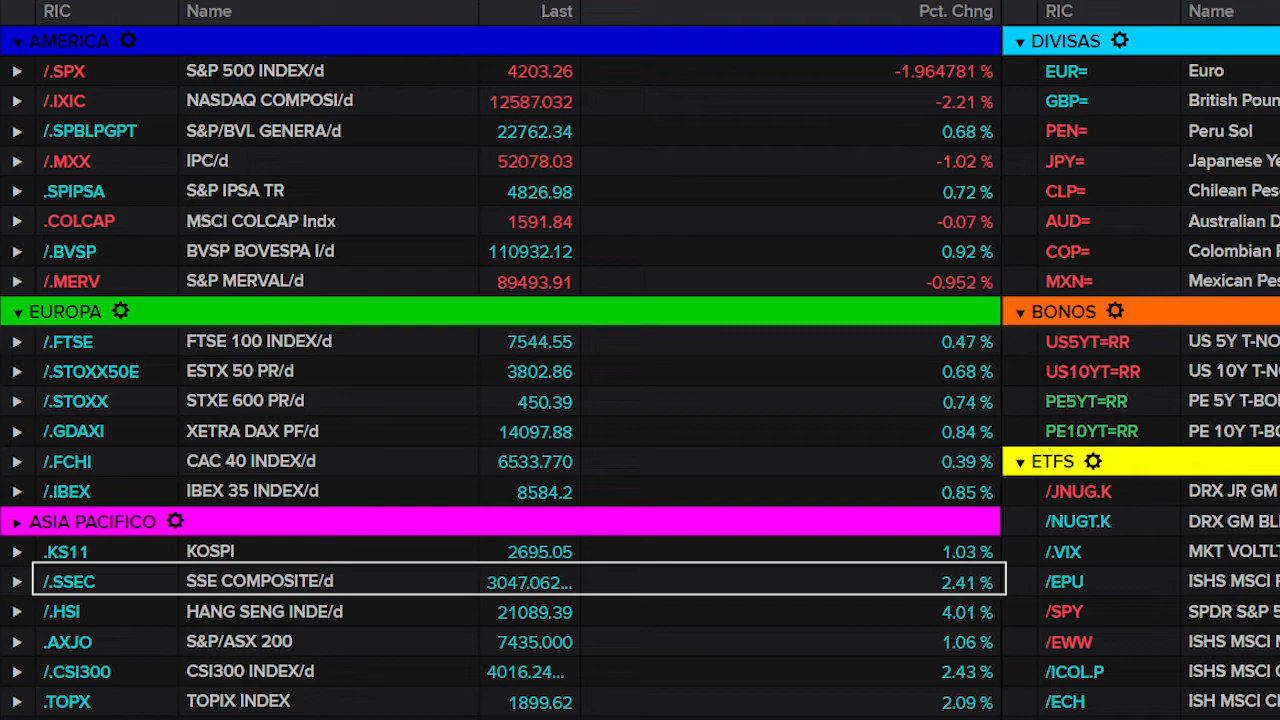 RIC Name Last Pct. Chng RIC Name
AMERICA DIVISAS
/.SPX S&P 500 INDEX/d 4203.26 -1.964781 % EUR= Euro
/.IXIC NASDAQ COMPOSI/d 12587.032 -2.21 % GBP= British Poun
/.SPBLPGPT S&P/BVL GENERA/d 22762.34 0.68 % PEN= Peru Sol
/.MXX IPC/d 52078.03 -1.02 % JPY= Japanese Ye
.SPIPSA S&P IPSA TR 4826.98 0.72 % CLP= Chilean Pes
.COLCAP MSCI COLCAP Indx 1591.84 -0.07 % AUD= Australian D
/.BVSP BVSP BOVESPA I/d 110932.12 0.92 % COP= Colombian P
/.MERV S&P MERVAL/d 89493.91 -0.952 % MXN= Mexican Pes
EUROPA BONOS
/.FTSE FTSE 100 INDEX/d 7544.55 0.47 % US5YT=RR US 5Y T-NO
/.STOXX50E ESTX 50 PR/d 3802.86 0.68 % US10YT=RR US 10Y T-N
/.STOXX STXE 600 PR/d 450.39 0.74 % PE5YT=RR PE 5Y T-BO
/.GDAXI XETRA DAX PF/d 14097.88 0.84 % PE10YT=RR PE 10Y T-B
/.FCHI CAC 40 INDEX/d 6533.770 0.39 % ETFS
/.IBEX IBEX 35 INDEX/d 8584.2 0.85 % /JNUG.K DRX JR GM
ASIA PACIFICO /NUGT.K DRX GM BL
.KS11 KOSPI 2695.05 1.03 % /.VIX MKT VOLTL
/.SSEC SSE COMPOSITE/d 3047.062... 2.41 % /EPU ISHS MSCI P
/.HSI HANG SENG INDE/d 21089.39 4.01 % /SPY SPDR S&P 5
.AXJO S&P/ASX 200 7435.000 1.06 % /EWW ISHS MSCI M
/.CSI300 CSI300 INDEX/d 4016.24... 2.43 % /ICOL.P ISHS MSCI
.TOPX TOPIX INDEX 1899.62 2.09 % /ECH ISH MSCI C